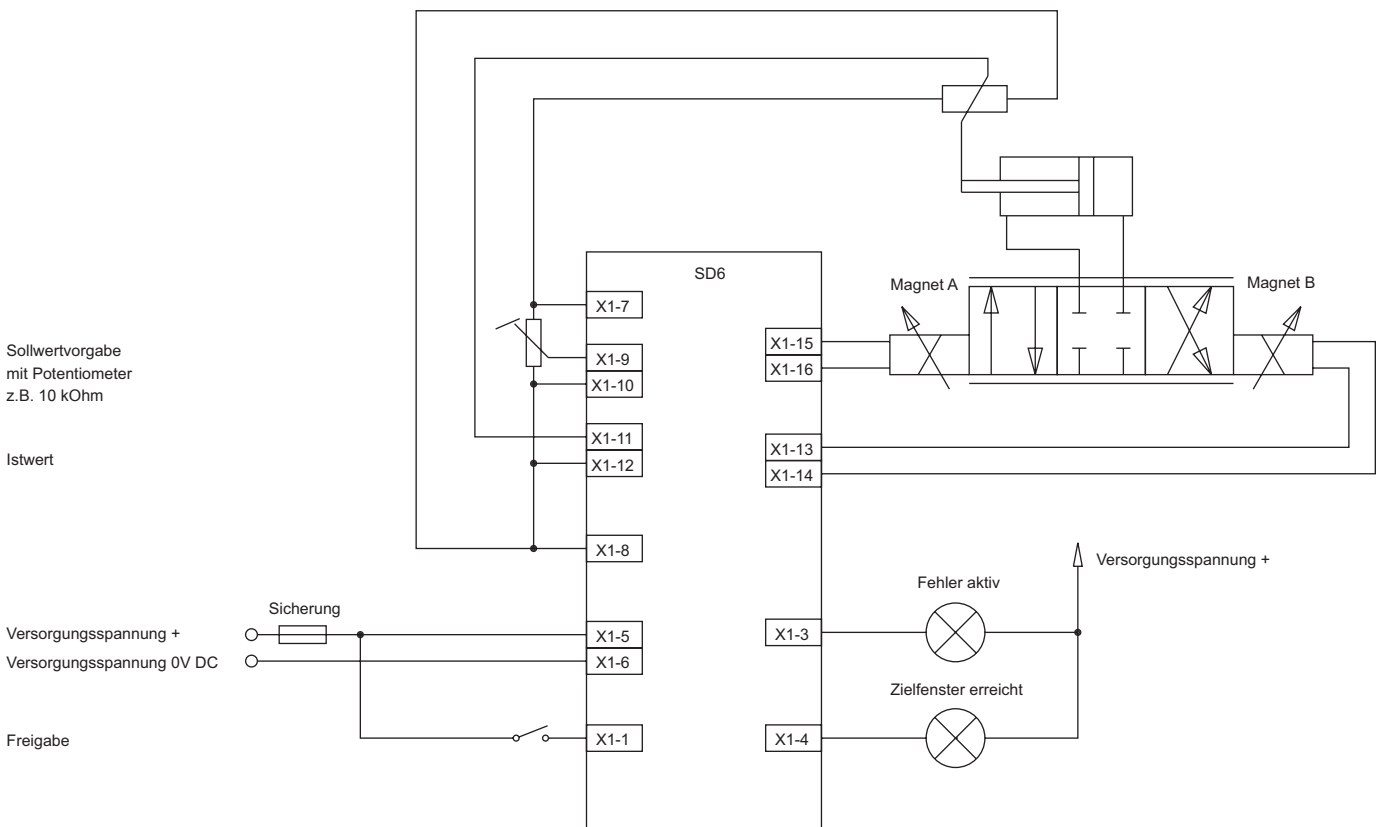 SD6
Magnet A
Magnet B
X1-7
Sollwertvorgabe
mit Potentiometer
z.B. 10 kOhm
X1-9
X1-10
X1-15
X1-16
Istwert
X1-11
X1-12
X1-13
X1-14
X1-8
Versorgungsspannung +
Fehler aktiv
Sicherung
Versorgungsspannung +
X1-5
X1-3
Versorgungsspannung 0V DC
X1-6
Zielfenster erreicht
Freigabe
X1-1
X1-4